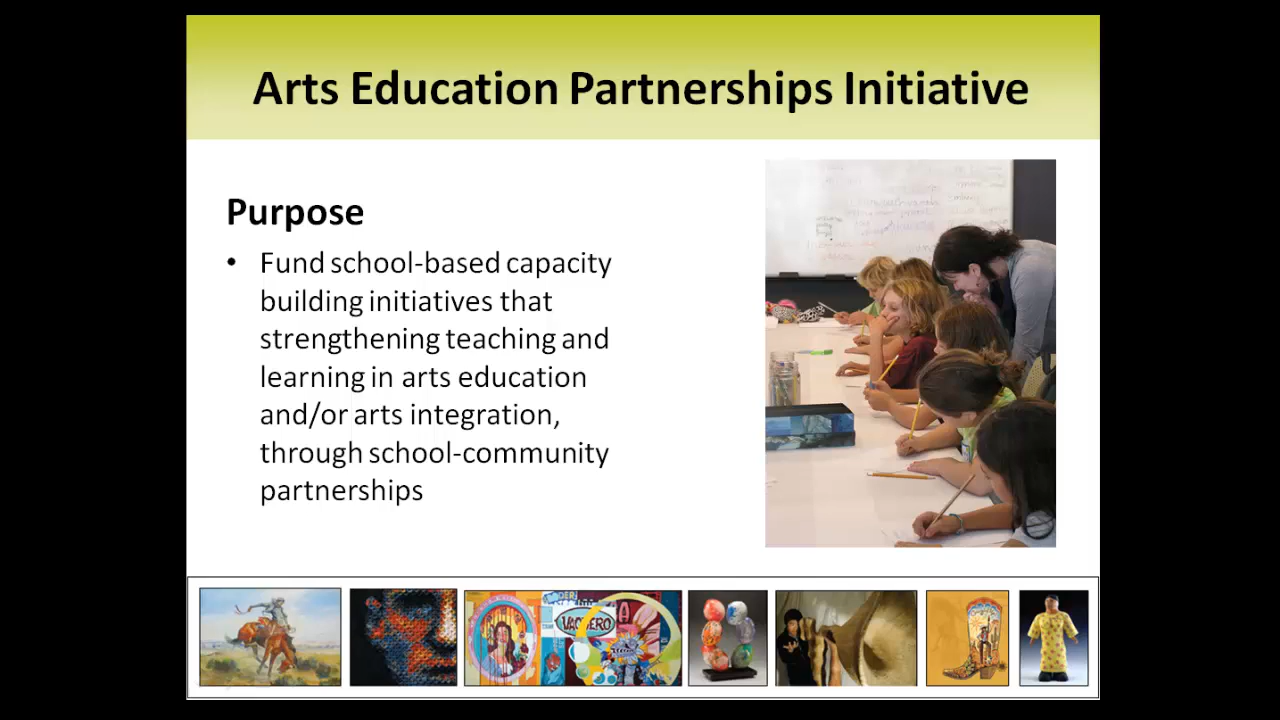 Arts Education Partnerships Initiative
Purpose
• Fund school-based capacity
building initiatives that
strengthening teaching and
learning in arts education
and/or arts integration,
through school-community
partnerships
VAQUERO